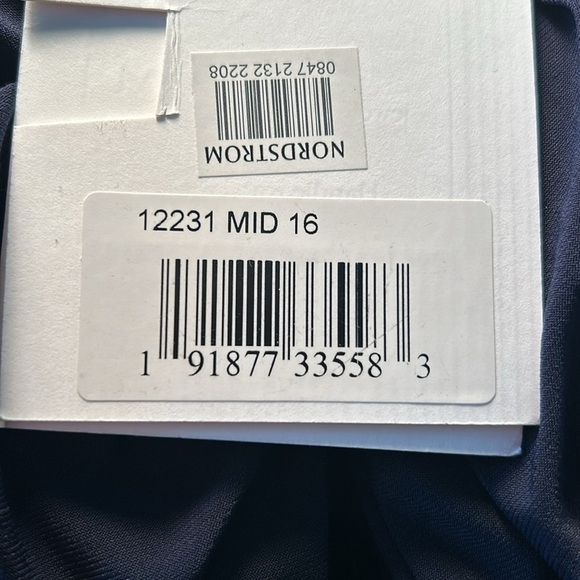 0847 2132 2208
NORDSTROM
12231 MID 16
1 91877 33558 3